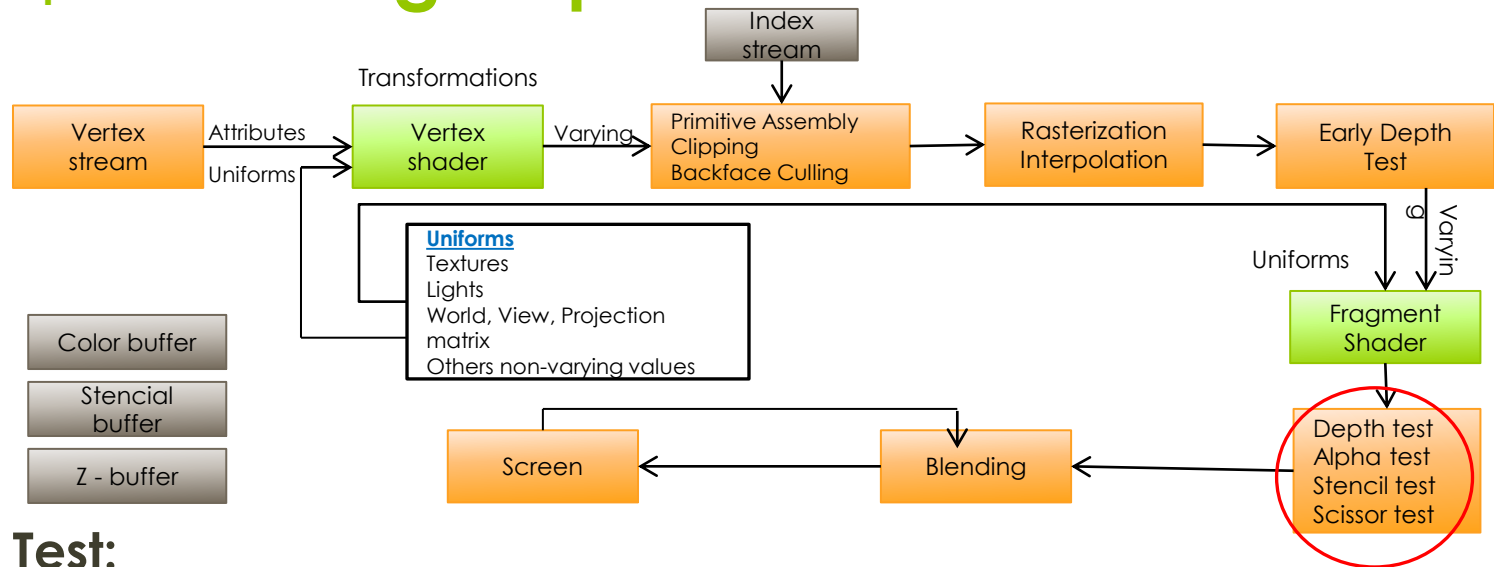 Index
stream
Transformations
Vertex
stream
Attributes
Uniforms
Vertex
shader
Varying
Primitive Assembly
Clipping
Backface Culling
Rasterization
Interpolation
Early Depth
Test
Varyin
g
Uniforms
Uniforms
Textures
Lights
World, View, Projection
matrix
Others non-varying values
Fragment
Shader
Color buffer
Stencial
buffer
Z - buffer
Screen
Blending
Depth test
Alpha test
Stencil test
Scissor test
Test: